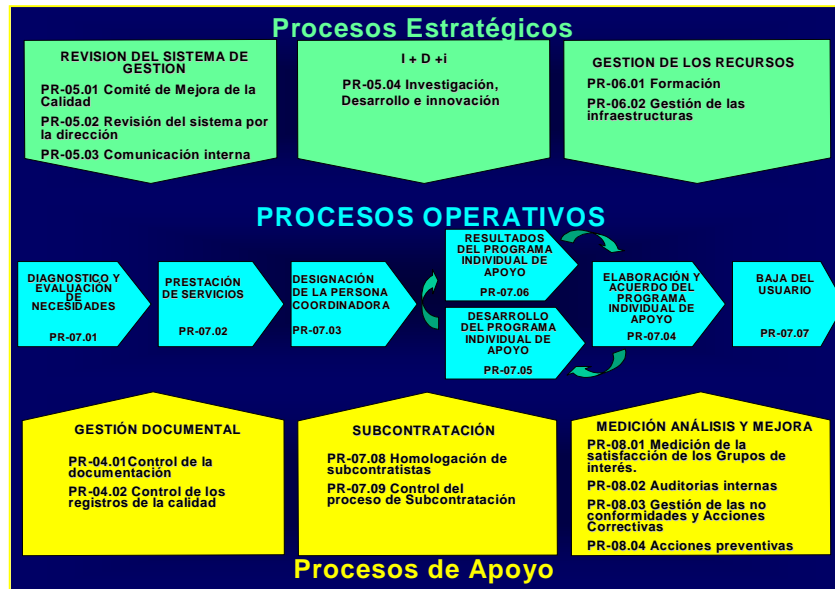 Procesos Estratégicos
REVISION DEL SISTEMA DE
GESTION
PR-05.01 Comité de Mejora de la
Calidad
PR-05.02 Revisión del sistema por
la dirección
PR-05.03 Comunicación interna
I + D +i
PR-05.04 Investigación,
Desarrollo e innovación
GESTION DE LOS RECURSOS
PR-06.01 Formación
PR-06.02 Gestión de las
infraestructuras
PROCESOS OPERATIVOS
DIAGNOSTICO Y
EVALUACIÓN
DE
NECESIDADES
PR-07.01
PRESTACIÓN
DE SERVICIOS
PR-07.02
DESIGNACIÓN
DE LA PERSONA
COORDINADORA
PR-07.03
RESULTADOS
DEL PROGRAMA
INDIVIDUAL DE
APOYO
PR-07.06
DESARROLLO
DEL PROGRAMA
INDIVIDUAL DE
APOYO
PR-07.05
ELABORACIÓN Y
ACUERDO DEL
PROGRAMA
INDIVIDUAL DE
APOYO
PR-07.04
BAJA DEL
USUARIO
PR-07.07
GESTIÓN DOCUMENTAL
PR-04.01Control de la
documentación
PR-04.02 Control de los
registros de la calidad
SUBCONTRATACIÓN
PR-07.08 Homologación de
subcontratistas
PR-07.09 Control del
proceso de Subcontratación
MEDICIÓN ANÁLISIS Y MEJORA
PR-08.01 Medición de la
satisfacción de los Grupos de
interés.
PR-08.02 Auditorias internas
PR-08.03 Gestión de las no
conformidades y Acciones
Correctivas
PR-08.04 Acciones preventivas
Procesos de Apoyo